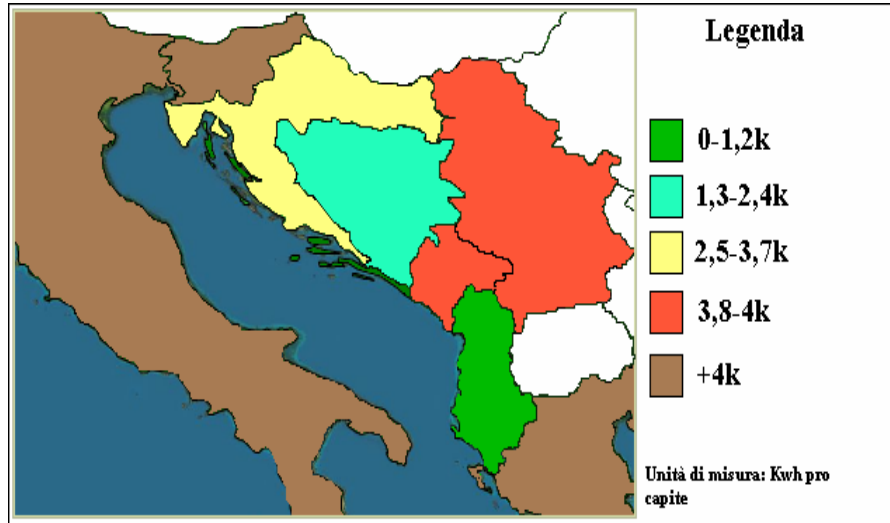 Legenda
0-1,2k
1,3-2,4k
2,5-3,7k
3,8-4k
+4k
Unità di misura: Kwh pro
capite